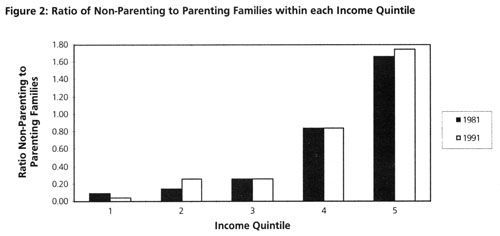 Figure 2: Ratio of Non-Parenting to Parenting Families within each Income Quintile
Ratio Non-Parenting to
Parenting Families
1.80
1.60
1.40
1.20
1.00
0.80
0.60
0.40
0.20
0.00
1 2 3 4 5
Income Quintile
1981
1991